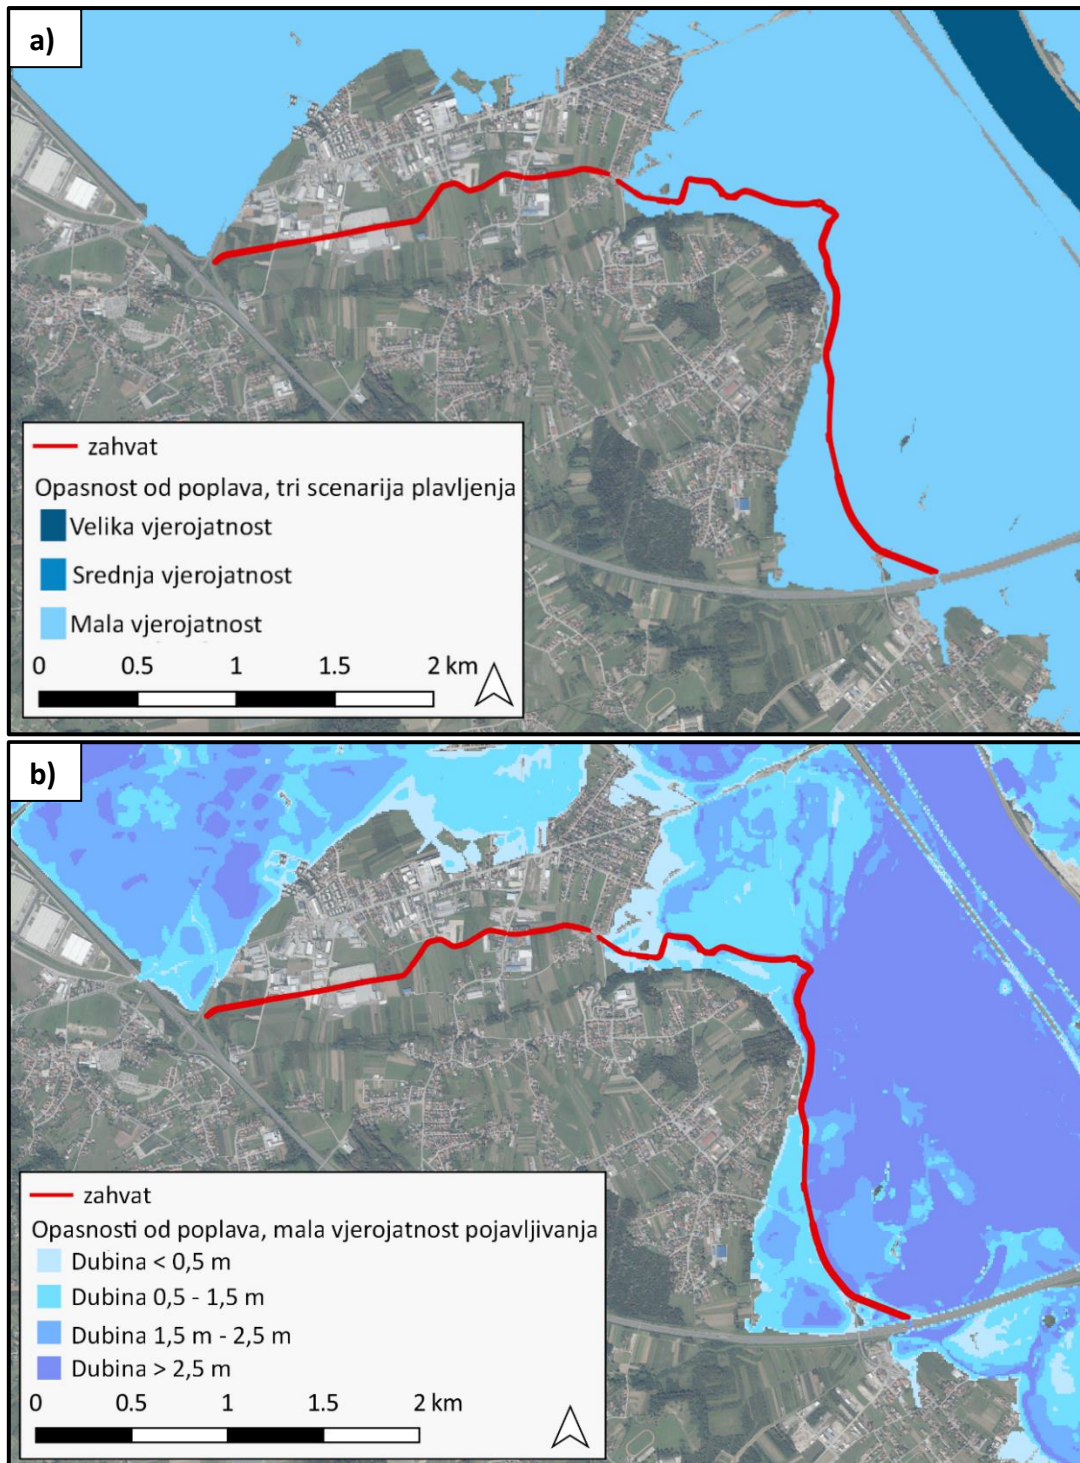 a)
zahvat
Opasnost od poplava, tri scenarija plavljenja
Velika vjerojatnost
Srednja vjerojatnost
Mala vjerojatnost
0 0.5 1 1.5 2 km
b)
zahvat
Opasnosti od poplava, mala vjerojatnost pojavljivanja
Dubina < 0,5 m
Dubina 0,5 - 1,5 m
Dubina 1,5 m - 2,5 m
Dubina > 2,5 m
0 0.5 1 1.5 2 km